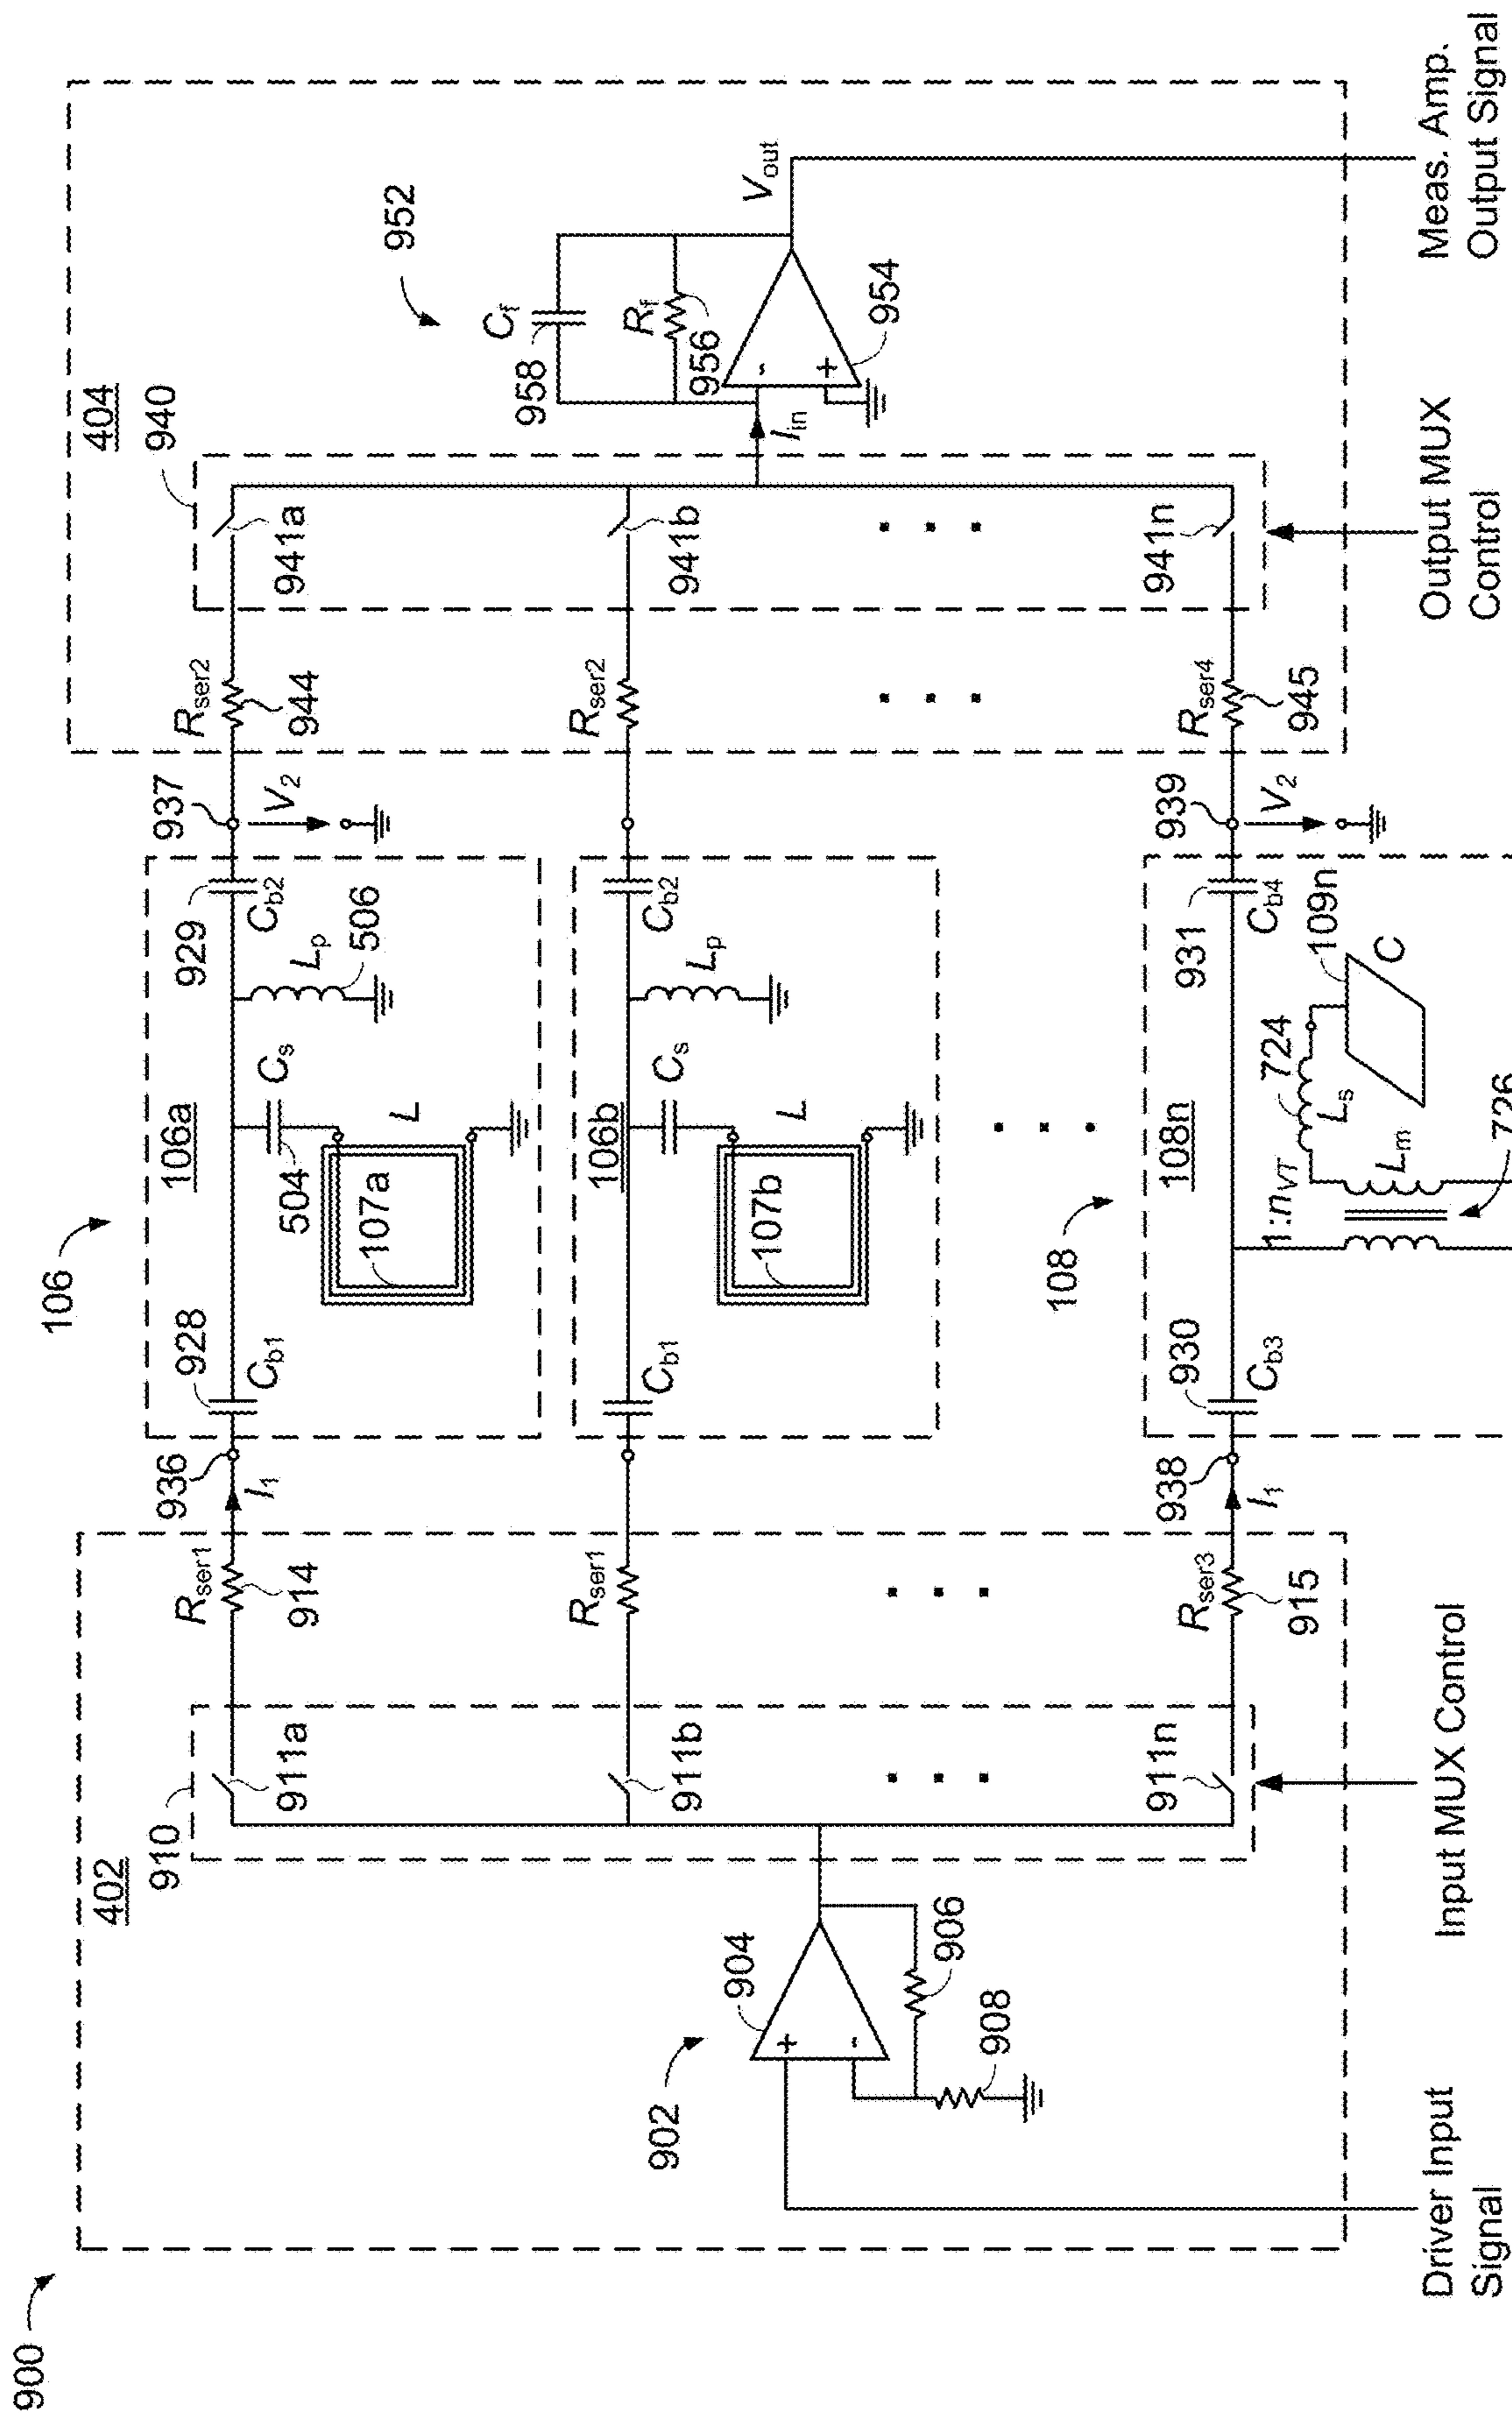 900
402
910
911a
911b
911n
902
904
906
908
Rser1
914
Rser1
Rser3
915
Driver Input
Signal
Input MUX Control
106
936
I1
928
Cb1
106a
504
Cs
107a
L
929
Cb2
Lp
506
937
V2
Cb1
106b
Cs
107b
L
Lp
Cb2
108
938
I1
930
Cb3
108n
1:nVT
Lm
Ls
724
726
109n
C
931
Cb4
939
V2
404
940
Rser2
944
Rser2
Rser4
945
941a
941b
941n
952
Cf
958
Rf
956
954
Iin
Vout
Output MUX
Control
Meas. Amp.
Output Signal